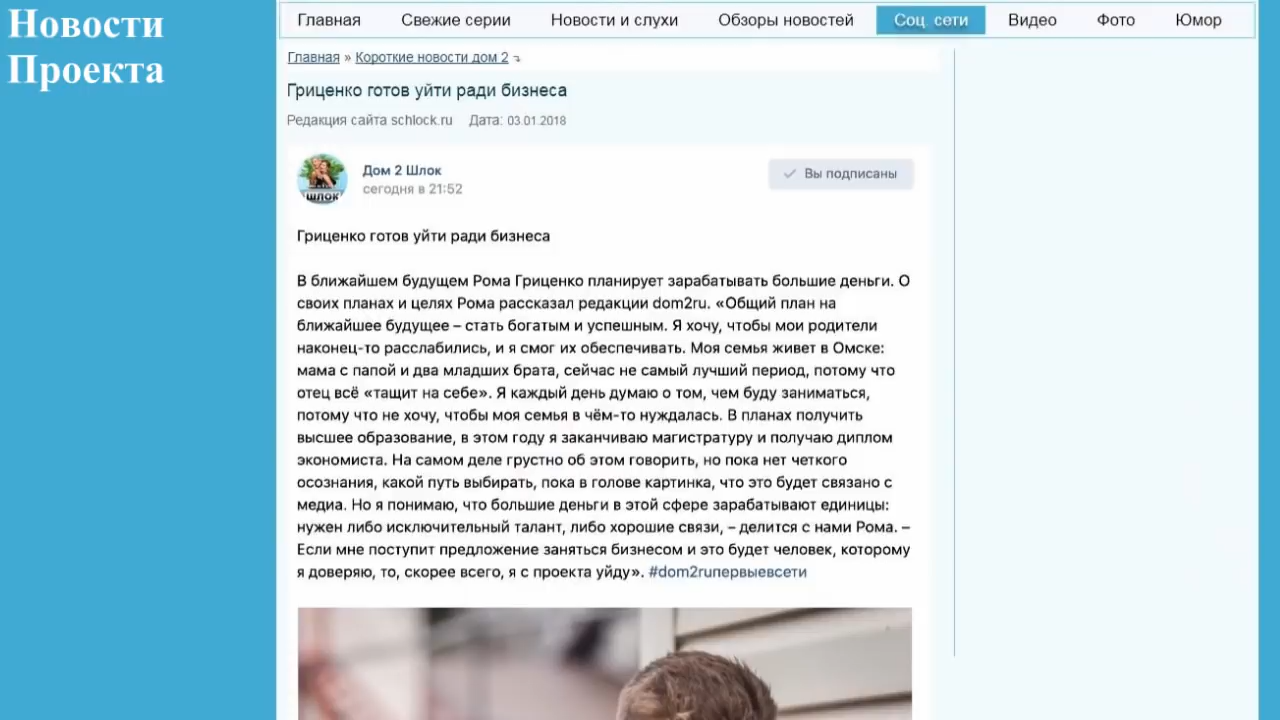 Новости
Проекта
Главная Свежие серии Новости и слухи Обзоры новостей Соц. сети Видео Фото Юмор
Главная » Короткие новости дом 2
Гриценко готов уйти ради бизнеса
Редакция сайта schlock.ru Дата: 03.01.2018
Дом 2 Шлок
сегодня в 21:52
Вы подписаны
ШЛОК
Гриценко готов уйти ради бизнеса
В ближайшем будущем Рома Гриценко планирует зарабатывать большие деньги. О
своих планах и целях Рома рассказал редакции dom2ru. «Общий план на
ближайшее будущее – стать богатым и успешным. Я хочу, чтобы мои родители
наконец-то расслабились, и я смог их обеспечивать. Моя семья живет в Омске:
мама с папой и два младших брата, сейчас не самый лучший период, потому что
отец всё «тащит на себе». Я каждый день думаю о том, чем буду заниматься,
потому что не хочу, чтобы моя семья в чём-то нуждалась. В планах получить
высшее образование, в этом году я заканчиваю магистратуру и получаю диплом
экономиста. На самом деле грустно об этом говорить, но пока нет четкого
осознания, какой путь выбирать, пока в голове картинка, что это будет связано с
медиа. Но я понимаю, что большие деньги в этой сфере зарабатывают единицы:
нужен либо исключительный талант, либо хорошие связи, – делится с нами Рома. –
Если мне поступит предложение заняться бизнесом и это будет человек, которому
я доверяю, то, скорее всего, я с проекта уйду». #dom2ruпервыевсети